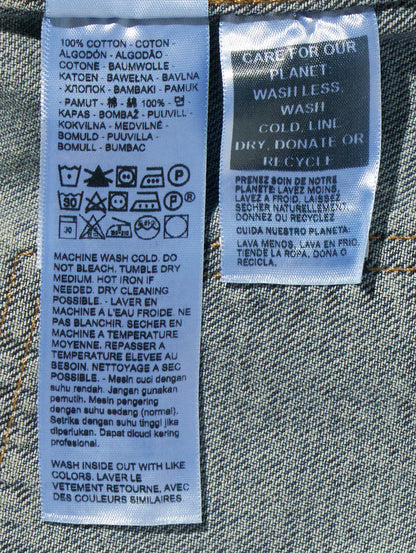 100% COTTON - COTON -
ALGODÓN - ALGODÃO -
COTONE - BAUMWOLLE -
KATOEN - BAWEŁNA - BAVLNA
- ХЛОПОК - BAMBAKI - PAMUK
- PAMUT - 棉 - 綿 100% - 면
KAPAS - BOMBAŽ - PUUVILL -
KOKVILNA - MEDVILNĖ -
BOMULD - PUUVILLA -
BOMULL - BUMBAC
MACHINE WASH COLD. DO
NOT BLEACH. TUMBLE DRY
MEDIUM. HOT IRON IF
NEEDED. DRY CLEANING
POSSIBLE. - LAVER EN
MACHINE A L'EAU FROIDE. NE
PAS BLANCHIR. SECHER EN
MACHINE A TEMPERATURE
MOYENNE. REPASSER A
TEMPERATURE ELEVEE AU
BESOIN. NETTOYAGE A SEC
POSSIBLE. - Mesin cuci dengan
suhu rendah. Jangan gunakan
pemutih. Mesin pengering
dengan suhu sedang (normal).
Setrika dengan suhu tinggi jika
diperlukan. Dapat dicuci kering
profesional.
WASH INSIDE OUT WITH LIKE
COLORS. LAVER LE
VETEMENT RETOURNE, AVEC
DES COULEURS SIMILAIRES
CARE FOR OUR
PLANET
WASH LESS,
WASH
COLD, LINE
DRY, DONATE OR
RECYCLE
PRENEZ SOIN DE NOTRE
PLANÈTE: LAVEZ MOINS,
LAVEZ A FROID, LAISSEZ
SÉCHER NATURELLEMENT,
DONNEZ OU RECYCLEZ
CUIDA NUESTRO PLANETA:
LAVA MENOS, LAVA EN FRIO,
TIENDE LA ROPA, DONA O
RECICLA.